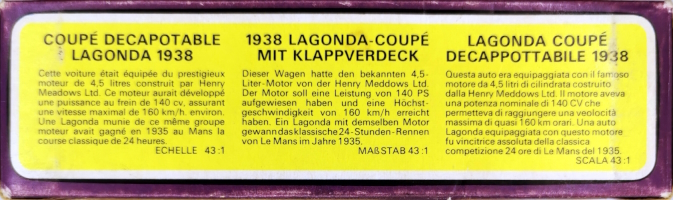 COUPÉ DECAPOTABLE
LAGONDA 1938
Cette voiture était équipée du prestigieux
moteur de 4,5 litres construit par Henry
Meadows Ltd. Ce moteur aurait développé
une puissance au frein de 140 cv, assurant
une vitesse maximal de 160 km/h. environ.
Une Lagonda munie de ce même groupe
moteur avait gagné en 1935 au Mans la
course classique de 24 heures.
ECHELLE 43:1
1938 LAGONDA-COUPÉ
MIT KLAPPVERDECK
Dieser Wagen hatte den bekannten 4,5-
Liter-Motor von der Henry Meddows Ltd.
Der Motor soll eine Leistung von 140 PS
aufgewiesen haben und eine Höchst-
geschwindigkeit von 160 km/h erreicht
haben. Ein Lagonda mit demselben Motor
gewann das klassische 24-Stunden-Rennen
von Le Mans im Jahre 1935.
MAßSTAB 43:1
LAGONDA COUPÉ
DECAPPOTTABILE 1938
Questa auto era equipaggiata con il famoso
motore da 4,5 litri di cilindrata costruito
dalla Henry Meddows Ltd. Il motore aveva
una potenza nominale di 140 CV che
permetteva di raggiungere una veolocità
massima di quasi 160 km orari. Una auto
Lagonda equipaggiata con questo motore
fu vincitrice assoluta della classica
competizione 24 ore di Le Mans del 1935.
SCALA 43:1